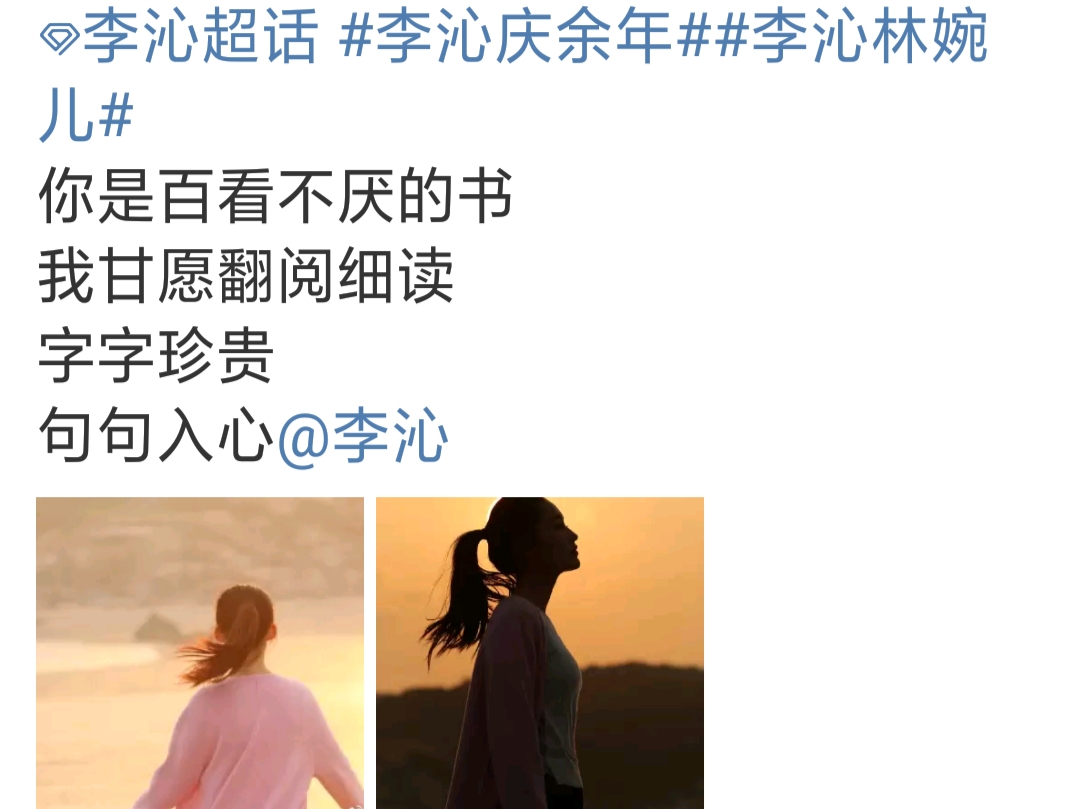 李沁超话 #李沁庆余年##李沁林婉
儿#
你是百看不厌的书
我甘愿翻阅细读
字字珍贵
句句入心@李沁